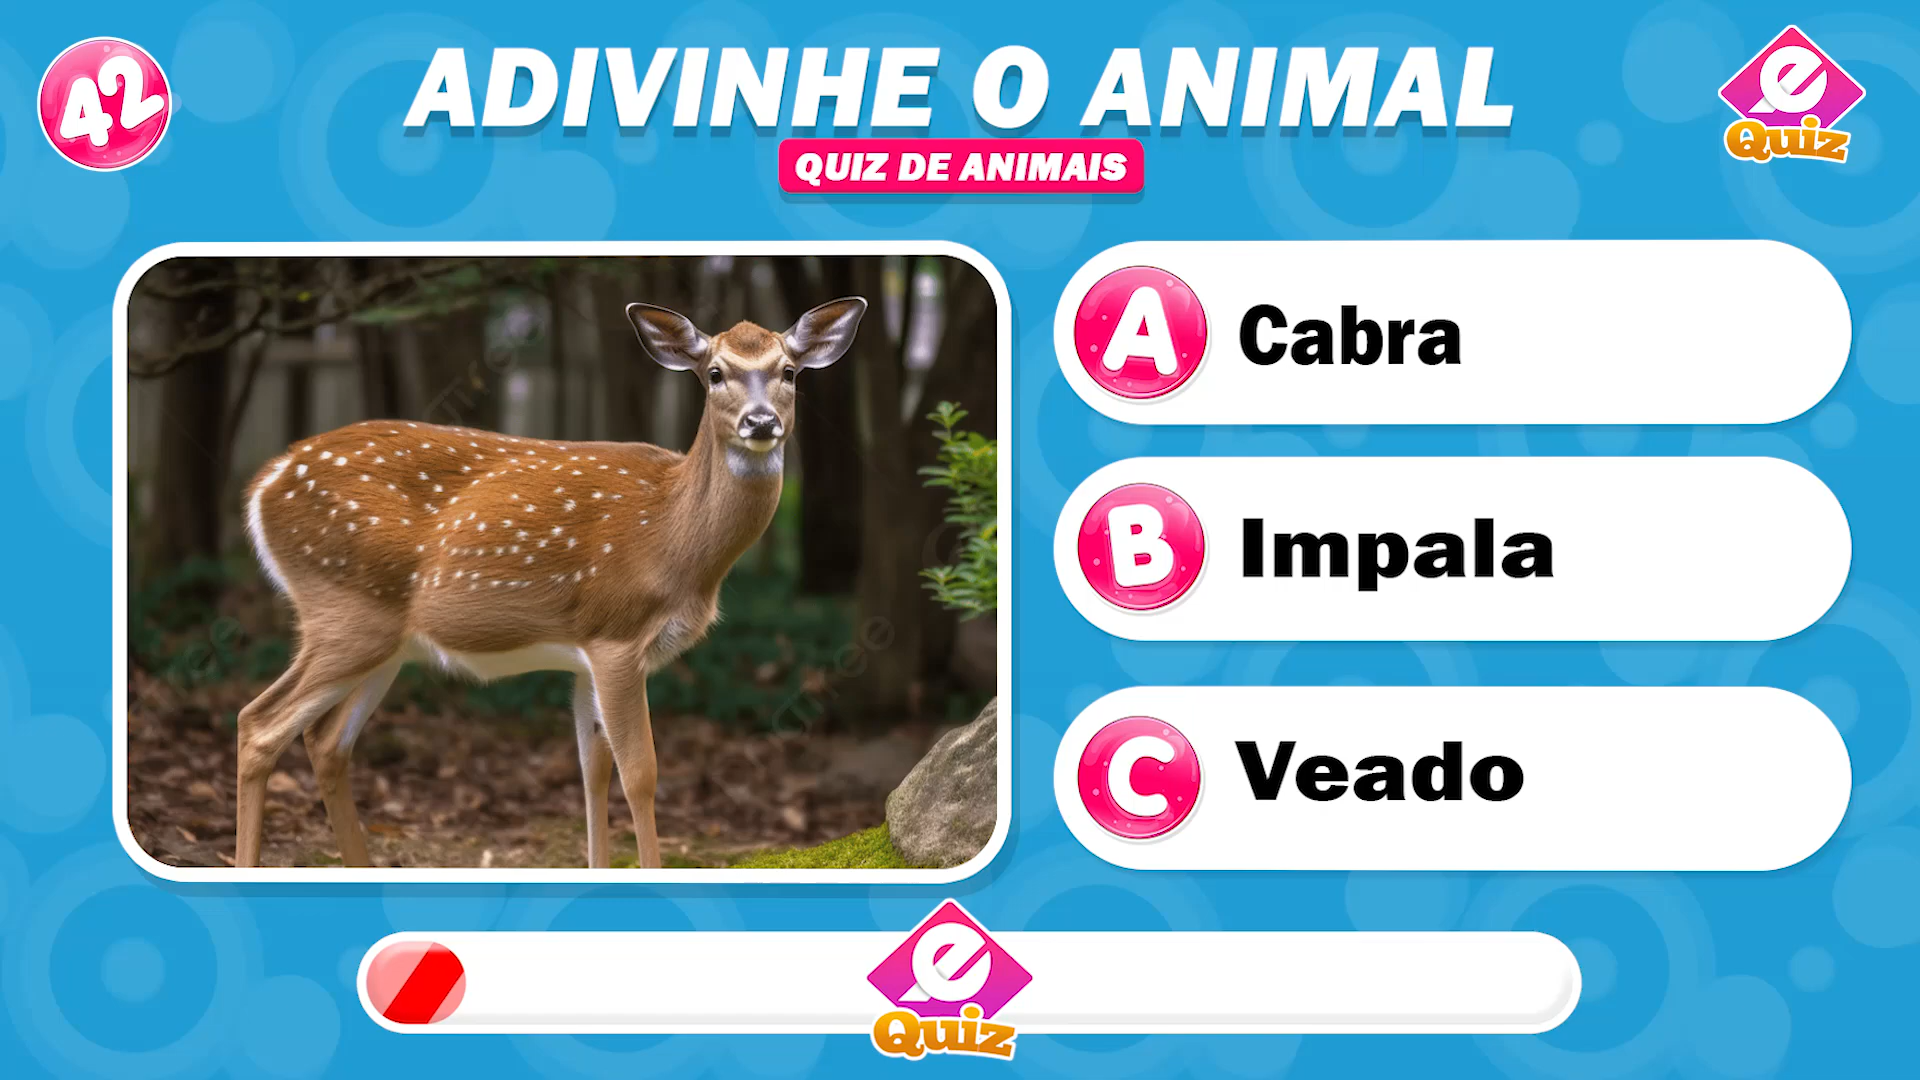 42
ADIVINHE O ANIMAL
QUIZ DE ANIMAIS
e
Quiz
A Cabra
B Impala
C Veado
e
Quiz